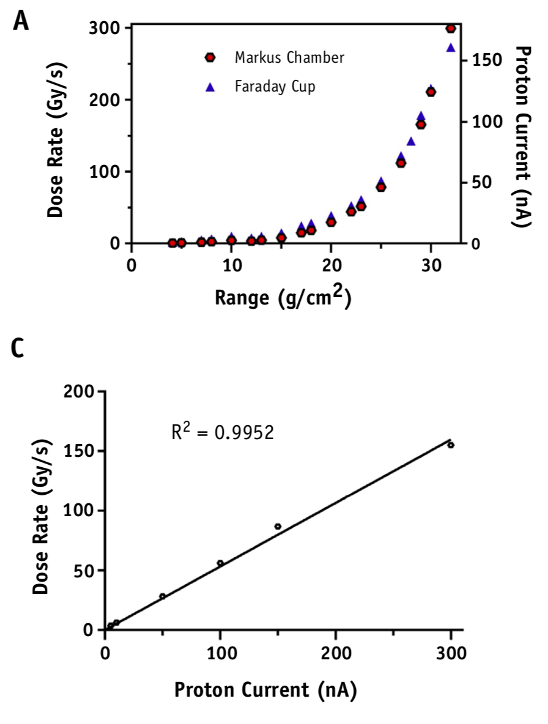 A
300
200
100
0
Dose Rate (Gy/s)
Markus Chamber
Faraday Cup
150
100
50
0
Proton Current (nA)
0 10 20 30
Range (g/cm²)
C
200
150
100
50
0
Dose Rate (Gy/s)
R² = 0.9952
0 100 200 300
Proton Current (nA)